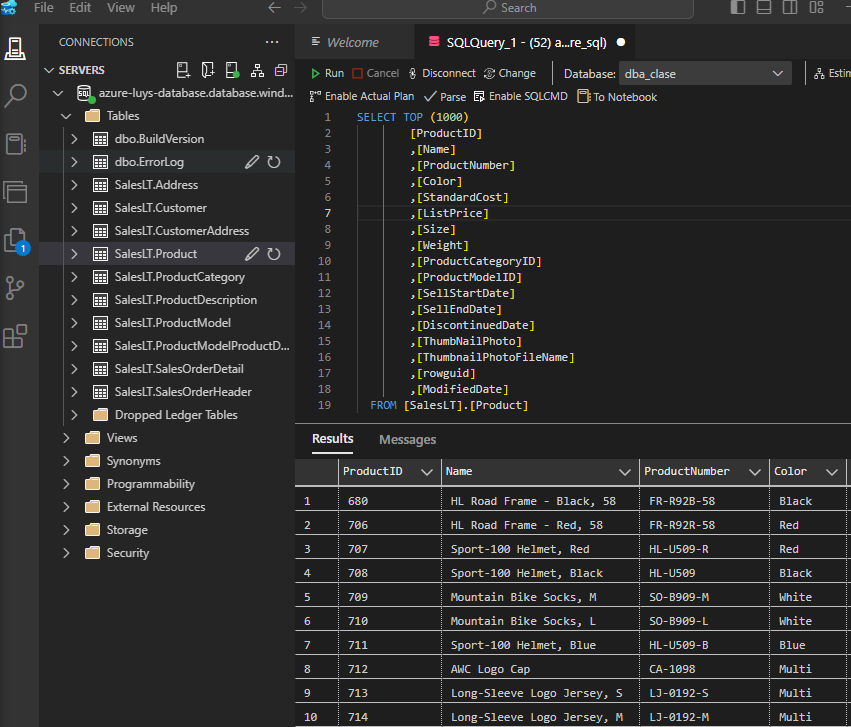 File Edit View Help Search
CONNECTIONS ...
SERVERS
azure-luys-database.database.wind...
Tables
dbo.BuildVersion
dbo.ErrorLog
SalesLT.Address
SalesLT.Customer
SalesLT.CustomerAddress
SalesLT.Product
SalesLT.ProductCategory
SalesLT.ProductDescription
SalesLT.ProductModel
SalesLT.ProductModelProductD...
SalesLT.SalesOrderDetail
SalesLT.SalesOrderHeader
Dropped Ledger Tables
Views
Synonyms
Programmability
External Resources
Storage
Security
1
Welcome SQLQuery_1 - (52) a...re_sql)
Run Cancel Disconnect Change Database: dba_clase Estim
Enable Actual Plan Parse Enable SQLCMD To Notebook
1 SELECT TOP (1000)
2 [ProductID]
3 ,[Name]
4 ,[ProductNumber]
5 ,[Color]
6 ,[StandardCost]
7 ,[ListPrice]
8 ,[Size]
9 ,[Weight]
10 ,[ProductCategoryID]
11 ,[ProductModelID]
12 ,[SellStartDate]
13 ,[SellEndDate]
14 ,[DiscontinuedDate]
15 ,[ThumbNailPhoto]
16 ,[ThumbnailPhotoFileName]
17 ,[rowguid]
18 ,[ModifiedDate]
19 FROM [SalesLT].[Product]
Results Messages
ProductID Name ProductNumber Color
1 680 HL Road Frame - Black, 58 FR-R92B-58 Black
2 706 HL Road Frame - Red, 58 FR-R92R-58 Red
3 707 Sport-100 Helmet, Red HL-U509-R Red
4 708 Sport-100 Helmet, Black HL-U509 Black
5 709 Mountain Bike Socks, M SO-B909-M White
6 710 Mountain Bike Socks, L SO-B909-L White
7 711 Sport-100 Helmet, Blue HL-U509-B Blue
8 712 AWC Logo Cap CA-1098 Multi
9 713 Long-Sleeve Logo Jersey, S LJ-0192-S Multi
10 714 Long-Sleeve Logo Jersey, M LJ-0192-M Multi